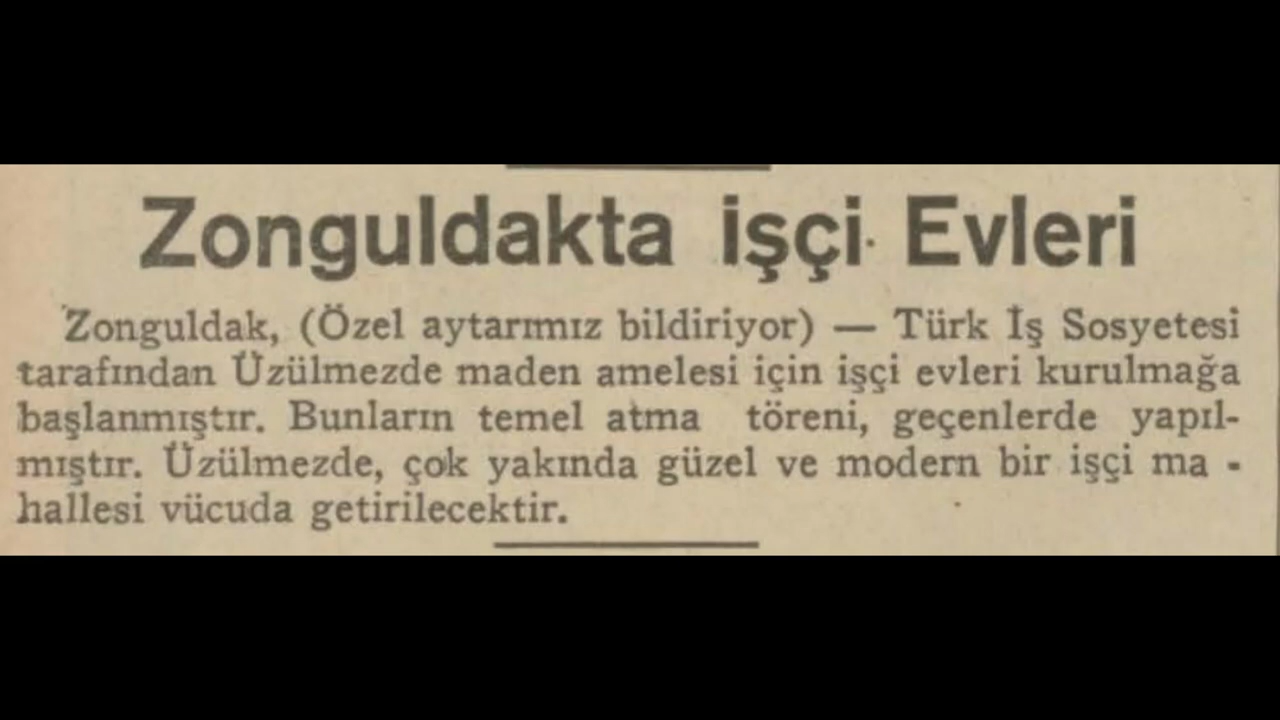 Zonguldakta işçi Evleri
Zonguldak, (Özel aytarımız bildiriyor) — Türk İş Sosyetesi
tarafından Üzülmezde maden amelesi için işçi evleri kurulmağa
başlanmıştır. Bunların temel atma töreni, geçenlerde yapıl-
mıştır. Üzülmezde, çok yakında güzel ve modern bir işçi ma -
hallesi vücuda getirilecektir.